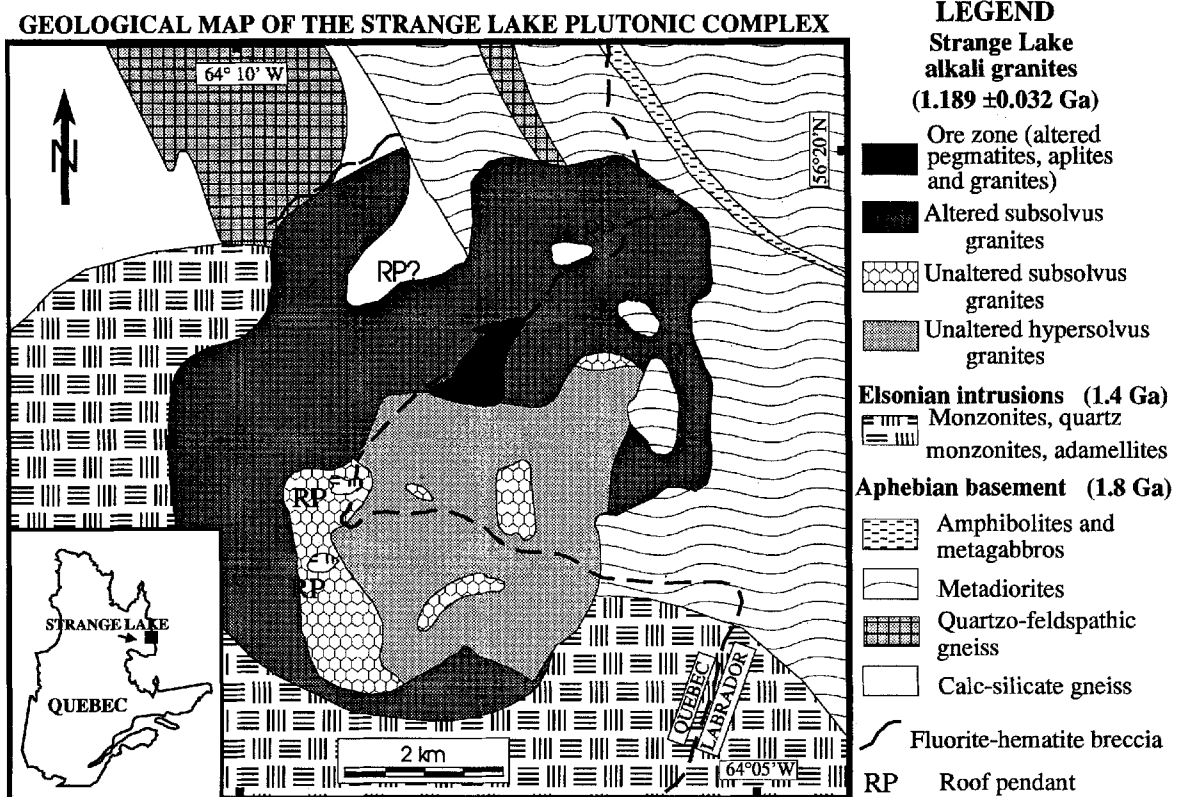 GEOLOGICAL MAP OF THE STRANGE LAKE PLUTONIC COMPLEX
64° 10' W
N
56°20'N
RP?
RP
RP
RP
QUEBEC
LABRADOR
2 km
64°05'W
STRANGE LAKE
QUEBEC
LEGEND
Strange Lake
alkali granites
(1.189 ±0.032 Ga)
Ore zone (altered
pegmatites, aplites
and granites)
Altered subsolvus
granites
Unaltered subsolvus
granites
Unaltered hypersolvus
granites
Elsonian intrusions (1.4 Ga)
Monzonites, quartz
monzonites, adamellites
Aphebian basement (1.8 Ga)
Amphibolites and
metagabbros
Metadiorites
Quartzo-feldspathic
gneiss
Calc-silicate gneiss
Fluorite-hematite breccia
RP Roof pendant